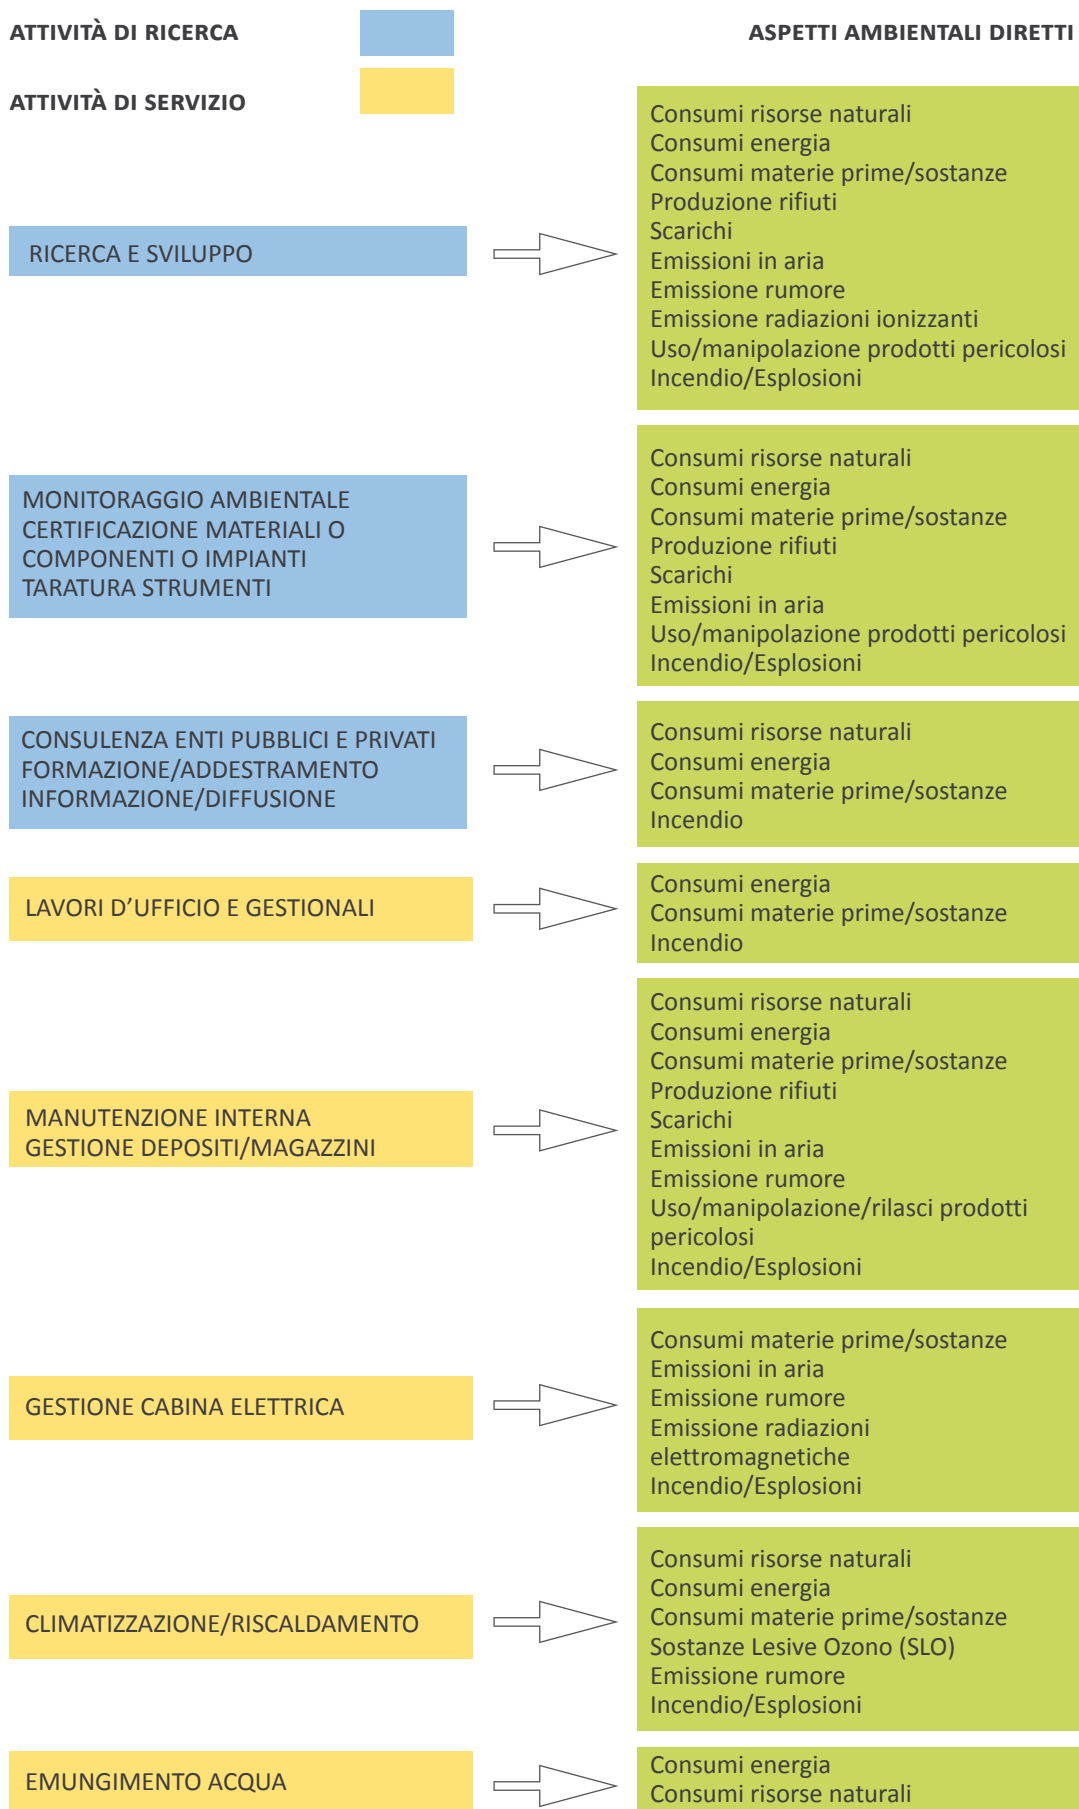 ATTIVITÀ DI RICERCA
ASPETTI AMBIENTALI DIRETTI
ATTIVITÀ DI SERVIZIO
RICERCA E SVILUPPO
Consumi risorse naturali
Consumi energia
Consumi materie prime/sostanze
Produzione rifiuti
Scarichi
Emissioni in aria
Emissione rumore
Emissione radiazioni ionizzanti
Uso/manipolazione prodotti pericolosi
Incendio/Esplosioni
MONITORAGGIO AMBIENTALE
CERTIFICAZIONE MATERIALI O
COMPONENTI O IMPIANTI
TARATURA STRUMENTI
Consumi risorse naturali
Consumi energia
Consumi materie prime/sostanze
Produzione rifiuti
Scarichi
Emissioni in aria
Uso/manipolazione prodotti pericolosi
Incendio/Esplosioni
CONSULENZA ENTI PUBBLICI E PRIVATI
FORMAZIONE/ADDESTRAMENTO
INFORMAZIONE/DIFFUSIONE
Consumi risorse naturali
Consumi energia
Consumi materie prime/sostanze
Incendio
LAVORI D’UFFICIO E GESTIONALI
Consumi energia
Consumi materie prime/sostanze
Incendio
MANUTENZIONE INTERNA
GESTIONE DEPOSITI/MAGAZZINI
Consumi risorse naturali
Consumi energia
Consumi materie prime/sostanze
Produzione rifiuti
Scarichi
Emissioni in aria
Emissione rumore
Uso/manipolazione/rilasci prodotti
pericolosi
Incendio/Esplosioni
GESTIONE CABINA ELETTRICA
Consumi materie prime/sostanze
Emissioni in aria
Emissione rumore
Emissione radiazioni
elettromagnetiche
Incendio/Esplosioni
CLIMATIZZAZIONE/RISCALDAMENTO
Consumi risorse naturali
Consumi energia
Consumi materie prime/sostanze
Sostanze Lesive Ozono (SLO)
Emissione rumore
Incendio/Esplosioni
EMUNGIMENTO ACQUA
Consumi energia
Consumi risorse naturali